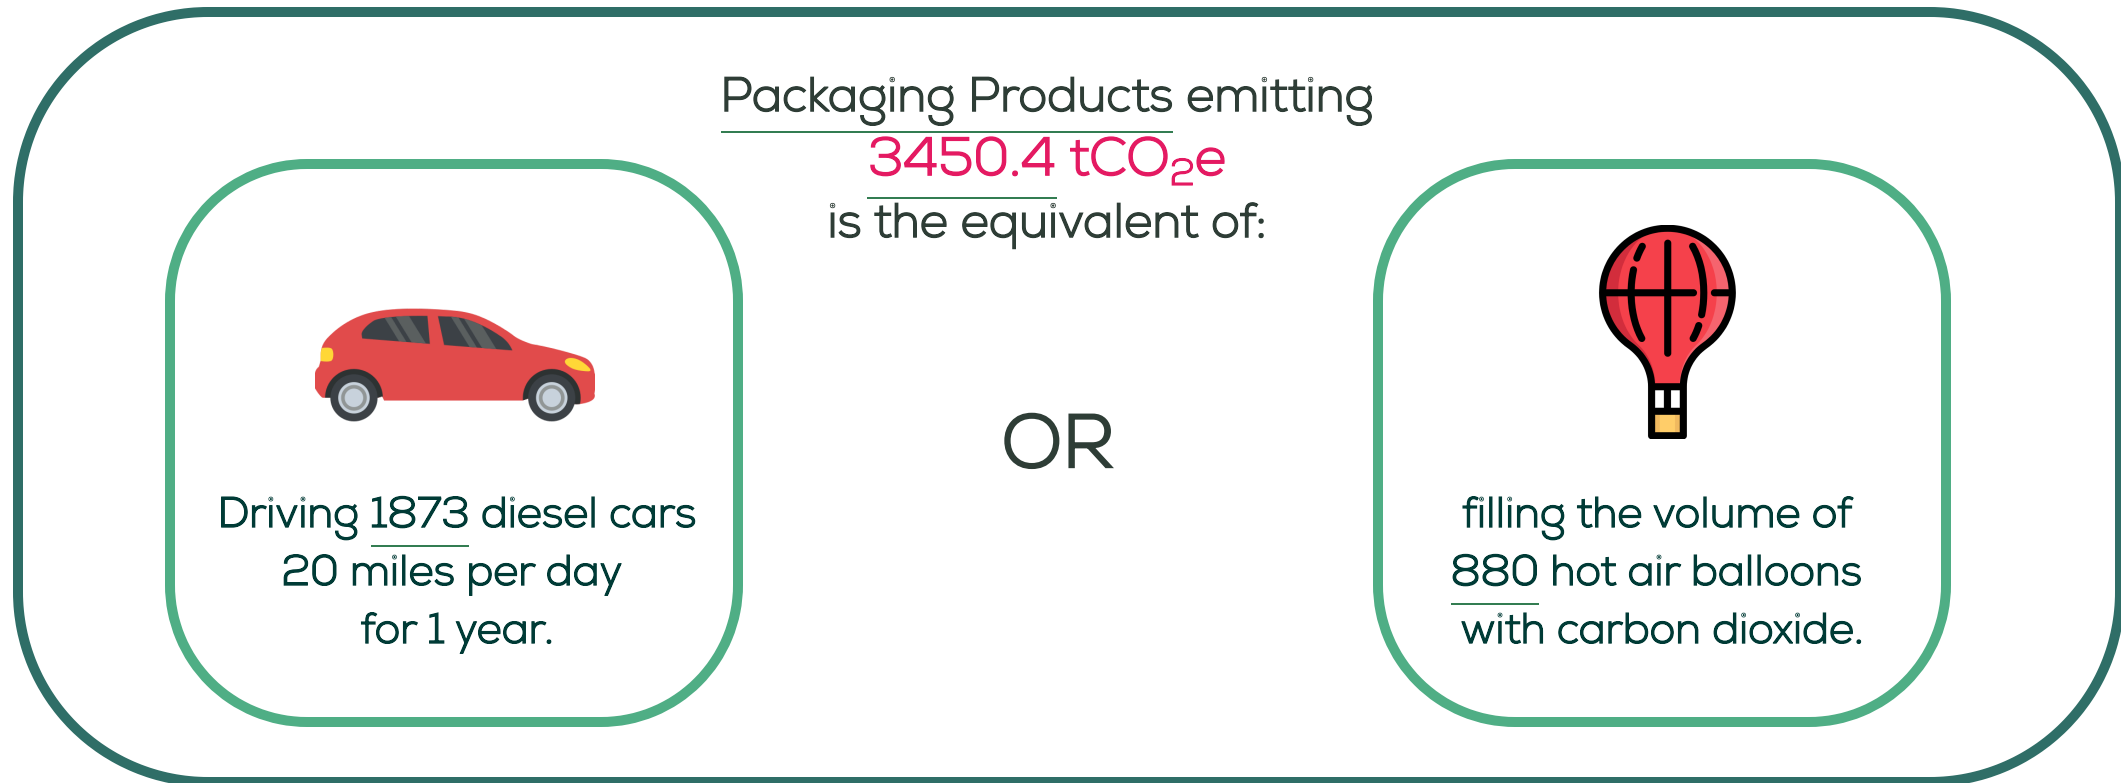 Packaging Products emitting
3450.4 tCO₂e
is the equivalent of:
Driving 1873 diesel cars
20 miles per day
for 1 year.
OR
filling the volume of
880 hot air balloons
with carbon dioxide.